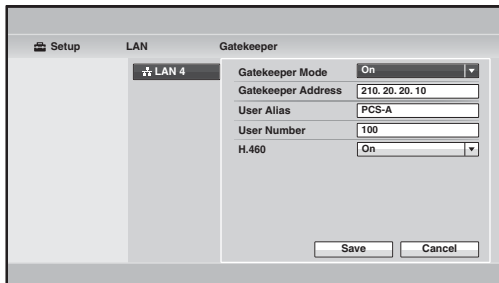 Setup LAN Gatekeeper
LAN 4
Gatekeeper Mode On
Gatekeeper Address 210. 20. 20. 10
User Alias PCS-A
User Number 100
H.460 On
Save Cancel